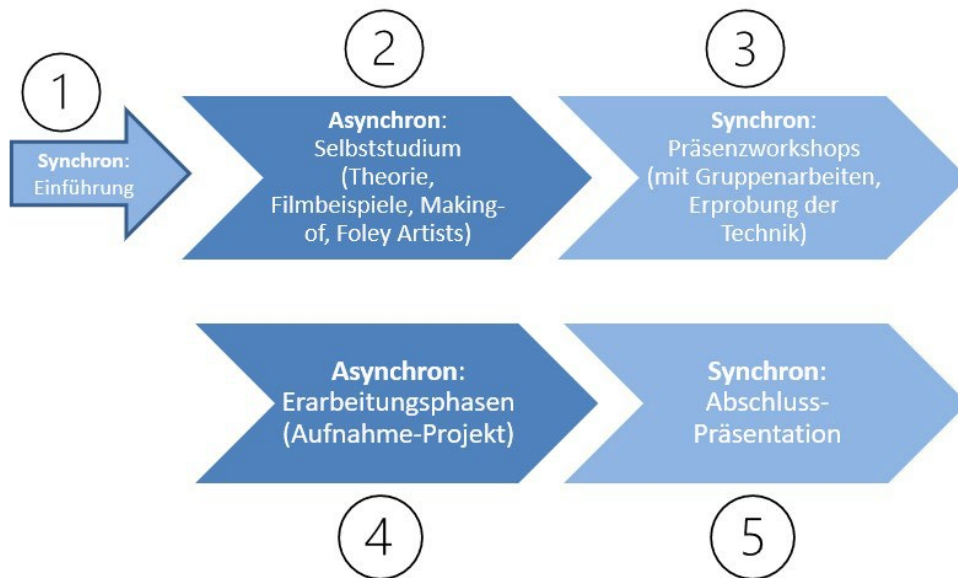 1
Synchron:
Einführung
2
Asynchron:
Selbststudium
(Theorie,
Filmbeispiele, Making-
of, Foley Artists)
3
Synchron:
Präsenzworkshops
(mit Gruppenarbeiten,
Erprobung der
Technik)
Asynchron:
Erarbeitungsphasen
(Aufnahme-Projekt)
4
Synchron:
Abschluss-
Präsentation
5